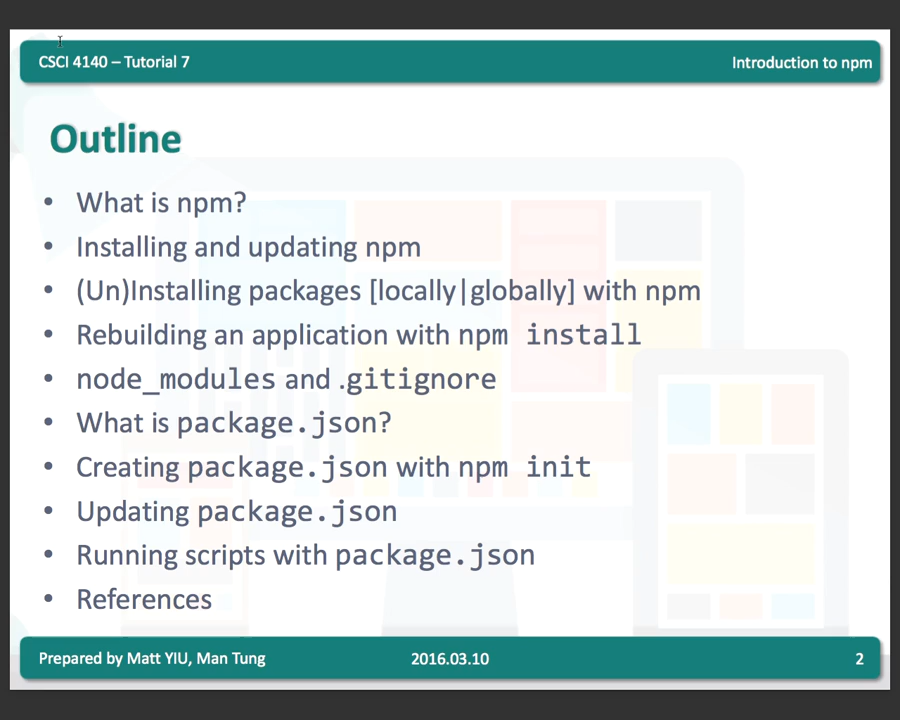 CSCI 4140 – Tutorial 7
Introduction to npm
Outline
• What is npm?
• Installing and updating npm
• (Un)Installing packages [locally|globally] with npm
• Rebuilding an application with npm install
• node_modules and .gitignore
• What is package.json?
• Creating package.json with npm init
• Updating package.json
• Running scripts with package.json
• References
Prepared by Matt YIU, Man Tung
2016.03.10
2